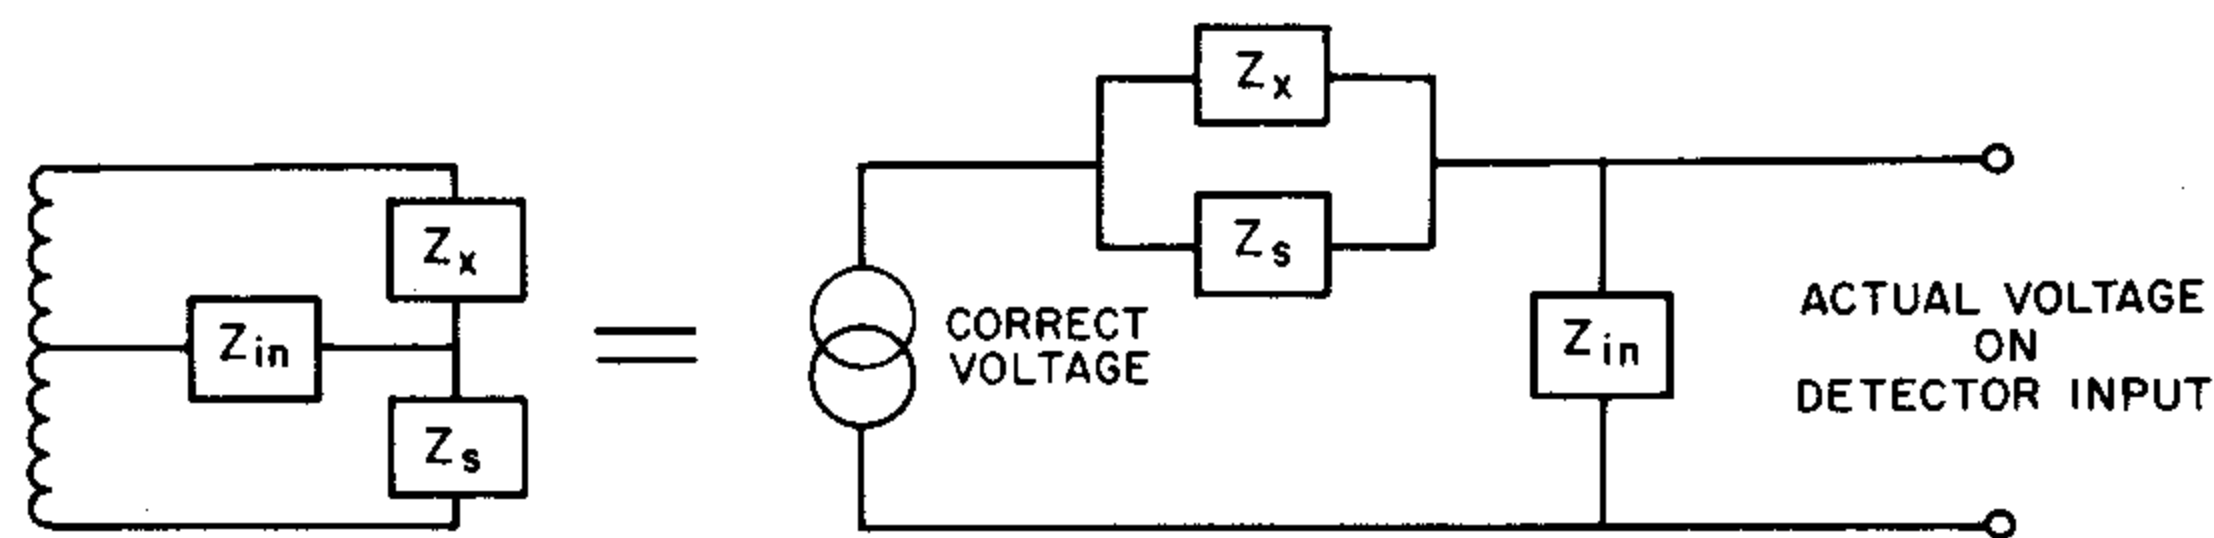 Zx
Zin
Zs
Zx
Zs
CORRECT
VOLTAGE
Zin
ACTUAL VOLTAGE
ON
DETECTOR INPUT